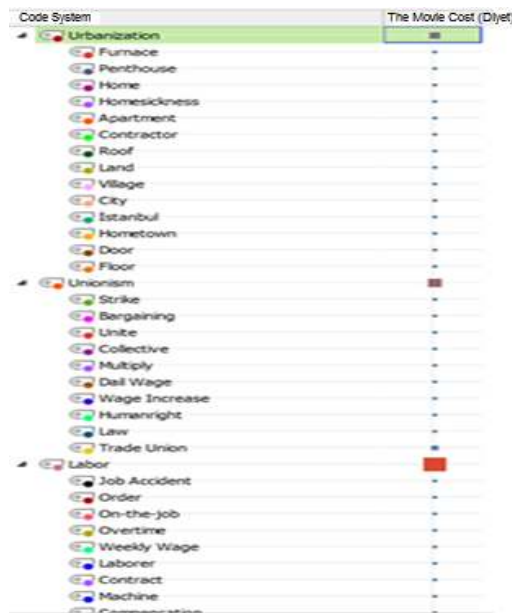 Code System The Movie Cost (Diyet)
Urbanization
Furnace
Penthouse
Home
Homesickness
Apartment
Contractor
Roof
Land
Village
City
Istanbul
Hometown
Door
Floor
Unionism
Strike
Bargaining
Unite
Collective
Multiply
Dail Wage
Wage Increase
Humanright
Law
Trade Union
Labor
Job Accident
Order
On-the-job
Overtime
Weekly Wage
Laborer
Contract
Machine
Compensation